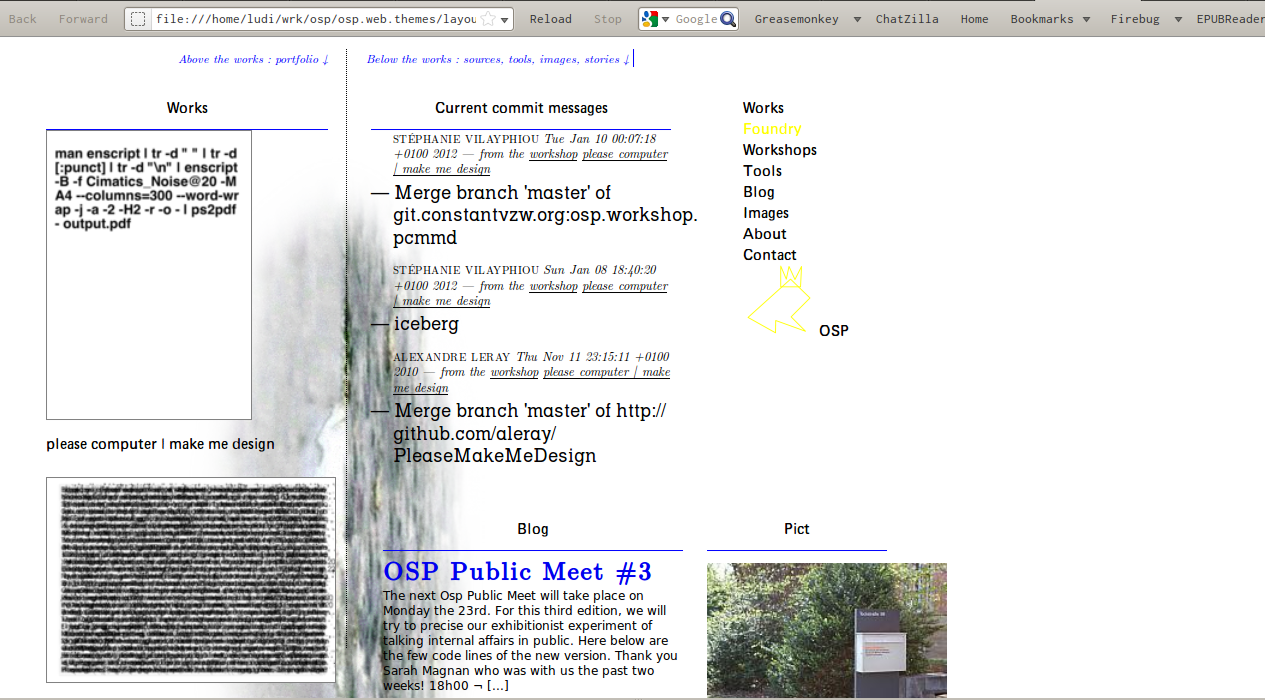 Back Forward file:///home/ludi/wrk/osp/osp.web.themes/layou Reload Stop Google Greasemonkey ChatZilla Home Bookmarks Firebug EPUBReader
Above the works : portfolio ↓
Below the works : sources, tools, images, stories ↓
Works
man enscript | tr -d " " | tr -d
[:punct] | tr -d "\n" | enscript
-B -f Cimatics_Noise@20 -M
A4 --columns=300 --word-wr
ap -j -a -2 -H2 -r -o - | ps2pdf
- output.pdf
please computer | make me design
Current commit messages
STÉPHANIE VILAYPHIOU Tue Jan 10 00:07:18
+0100 2012 — from the workshop please computer
| make me design
— Merge branch 'master' of
git.constantvzw.org:osp.workshop.
pcmmd
STÉPHANIE VILAYPHIOU Sun Jan 08 18:40:20
+0100 2012 — from the workshop please computer
| make me design
— iceberg
ALEXANDRE LERAY Thu Nov 11 23:15:11 +0100
2010 — from the workshop please computer | make
me design
— Merge branch 'master' of http://
github.com/aleray/
PleaseMakeMeDesign
Works
Foundry
Workshops
Tools
Blog
Images
About
Contact
OSP
Blog
OSP Public Meet #3
The next Osp Public Meet will take place on
Monday the 23rd. For this third edition, we will
try to precise our exhibitionist experiment of
talking internal affairs in public. Here below are
the few code lines of the new version. Thank you
Sarah Magnan who was with us the past two
weeks! 18h00 ¬ [...]
Pict